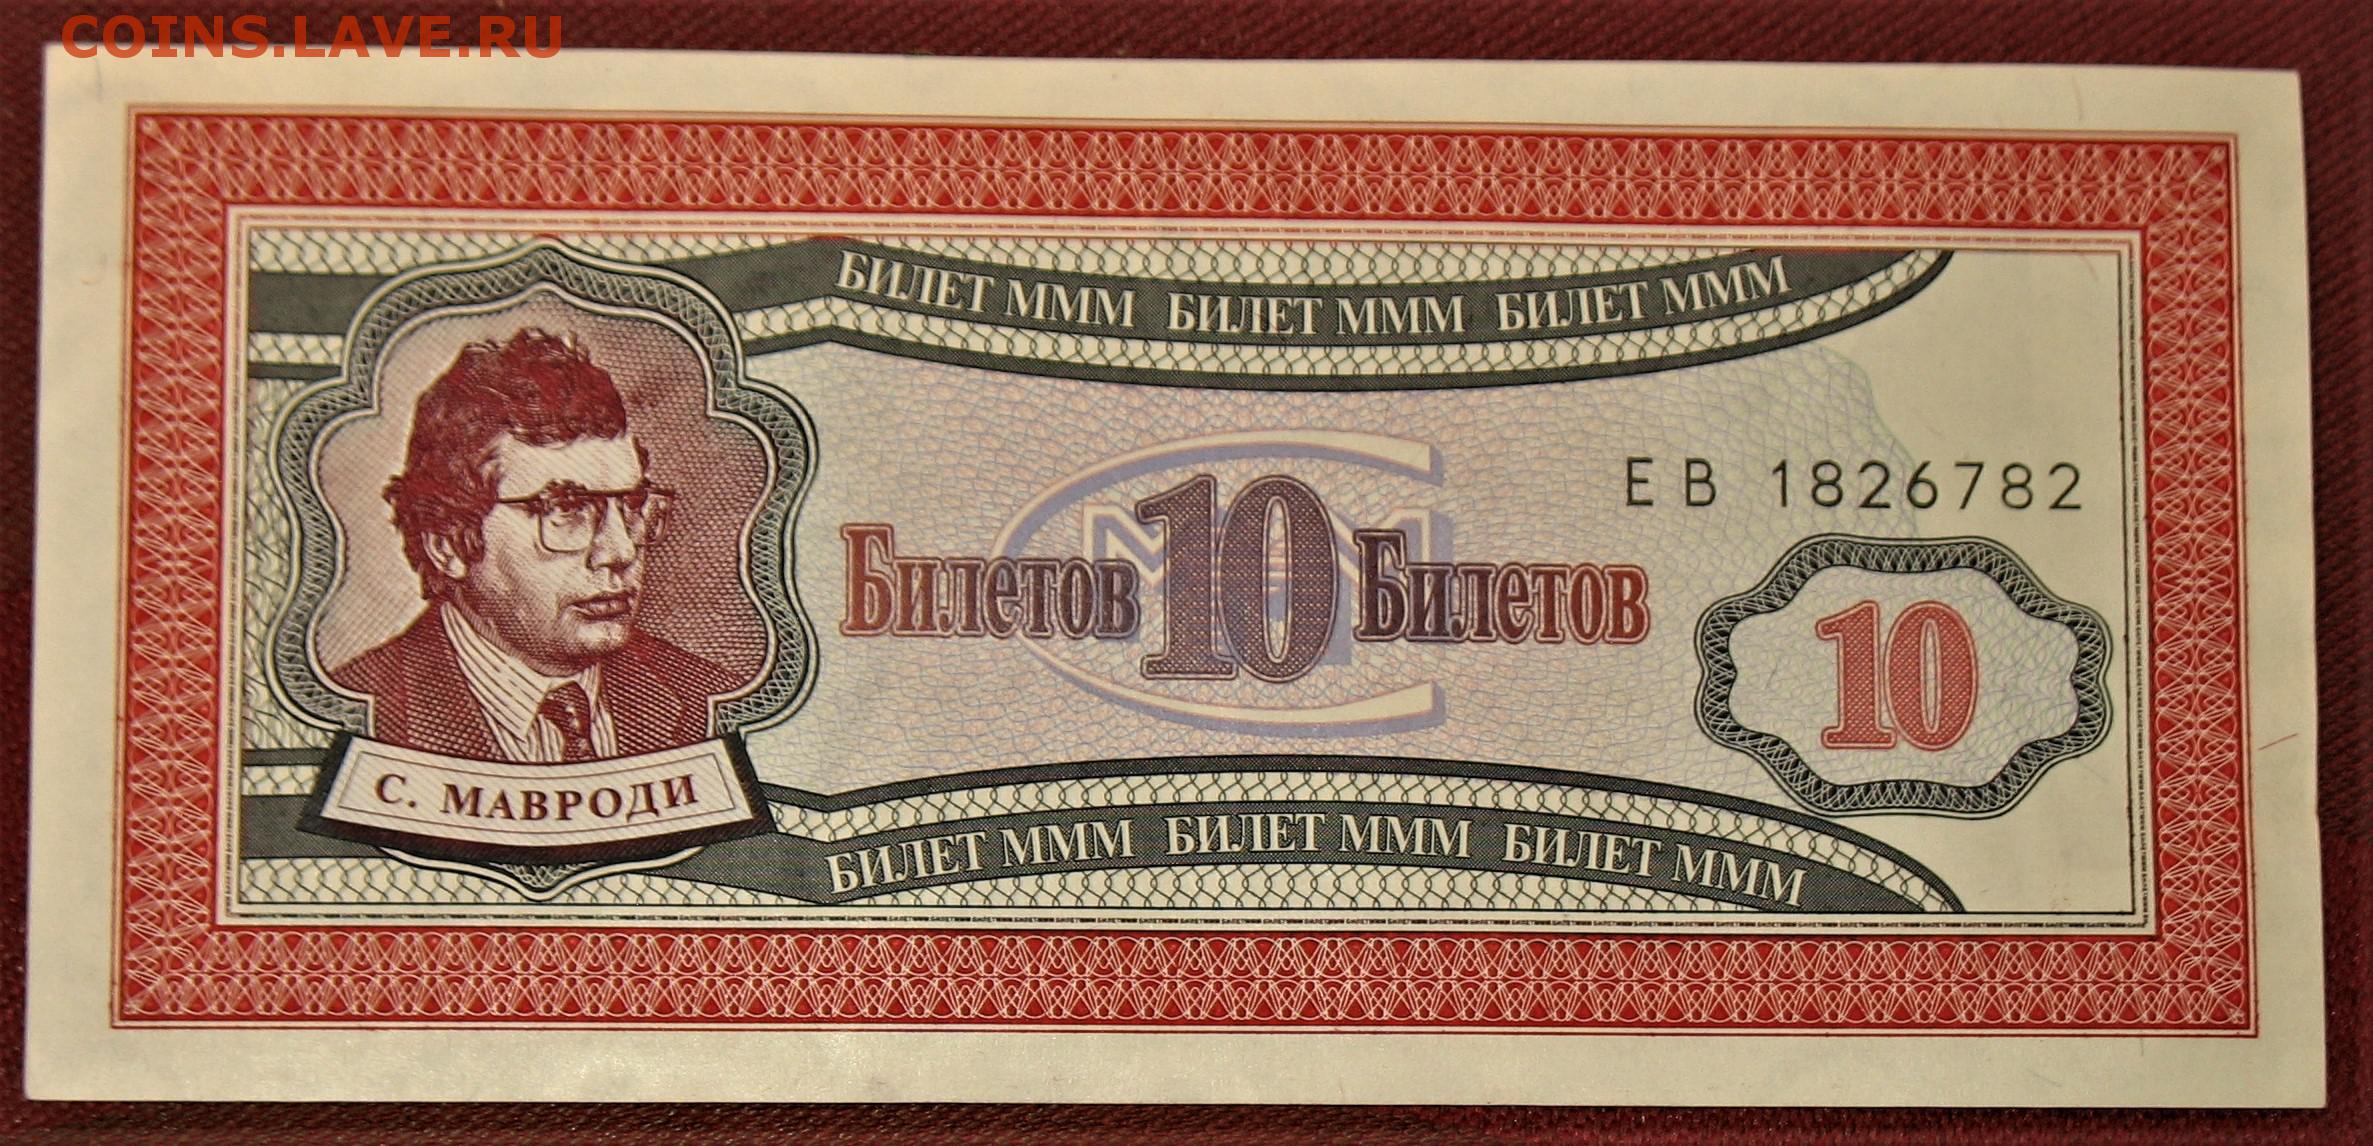 COINS.LAVE.RU
БИЛЕТ МММ БИЛЕТ МММ БИЛЕТ МММ
ЕВ 1826782
Билетов 10 Билетов
10
С. МАВРОДИ
БИЛЕТ МММ БИЛЕТ МММ БИЛЕТ МММ